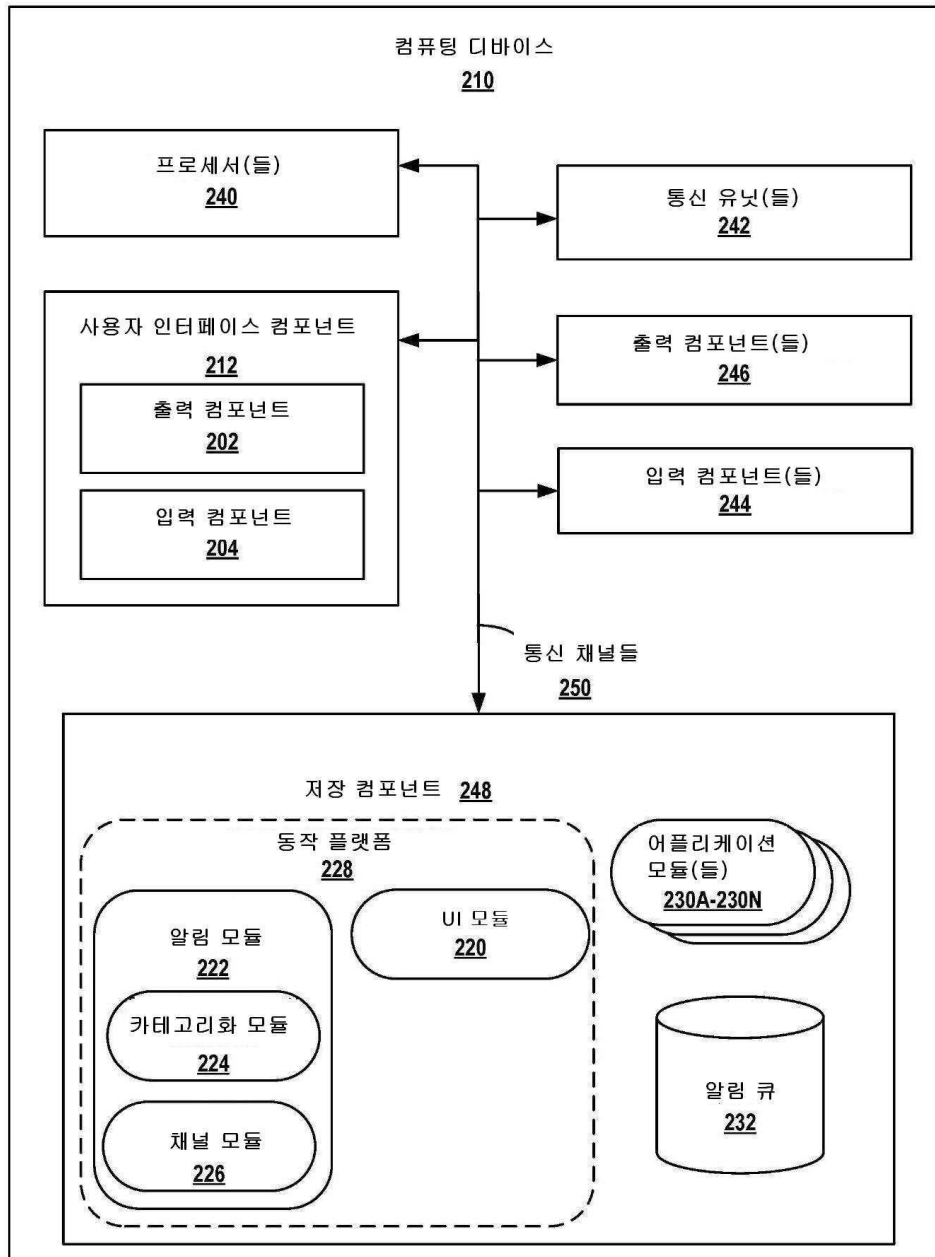 컴퓨팅 디바이스
210
프로세서(들)
240
통신 유닛(들)
242
사용자 인터페이스 컴포넌트
212
출력 컴포넌트
202
입력 컴포넌트
204
출력 컴포넌트(들)
246
입력 컴포넌트(들)
244
통신 채널들
250
저장 컴포넌트 248
동작 플랫폼
228
알림 모듈
222
카테고리화 모듈
224
채널 모듈
226
UI 모듈
220
어플리케이션
모듈(들)
230A-230N
알림 큐
232